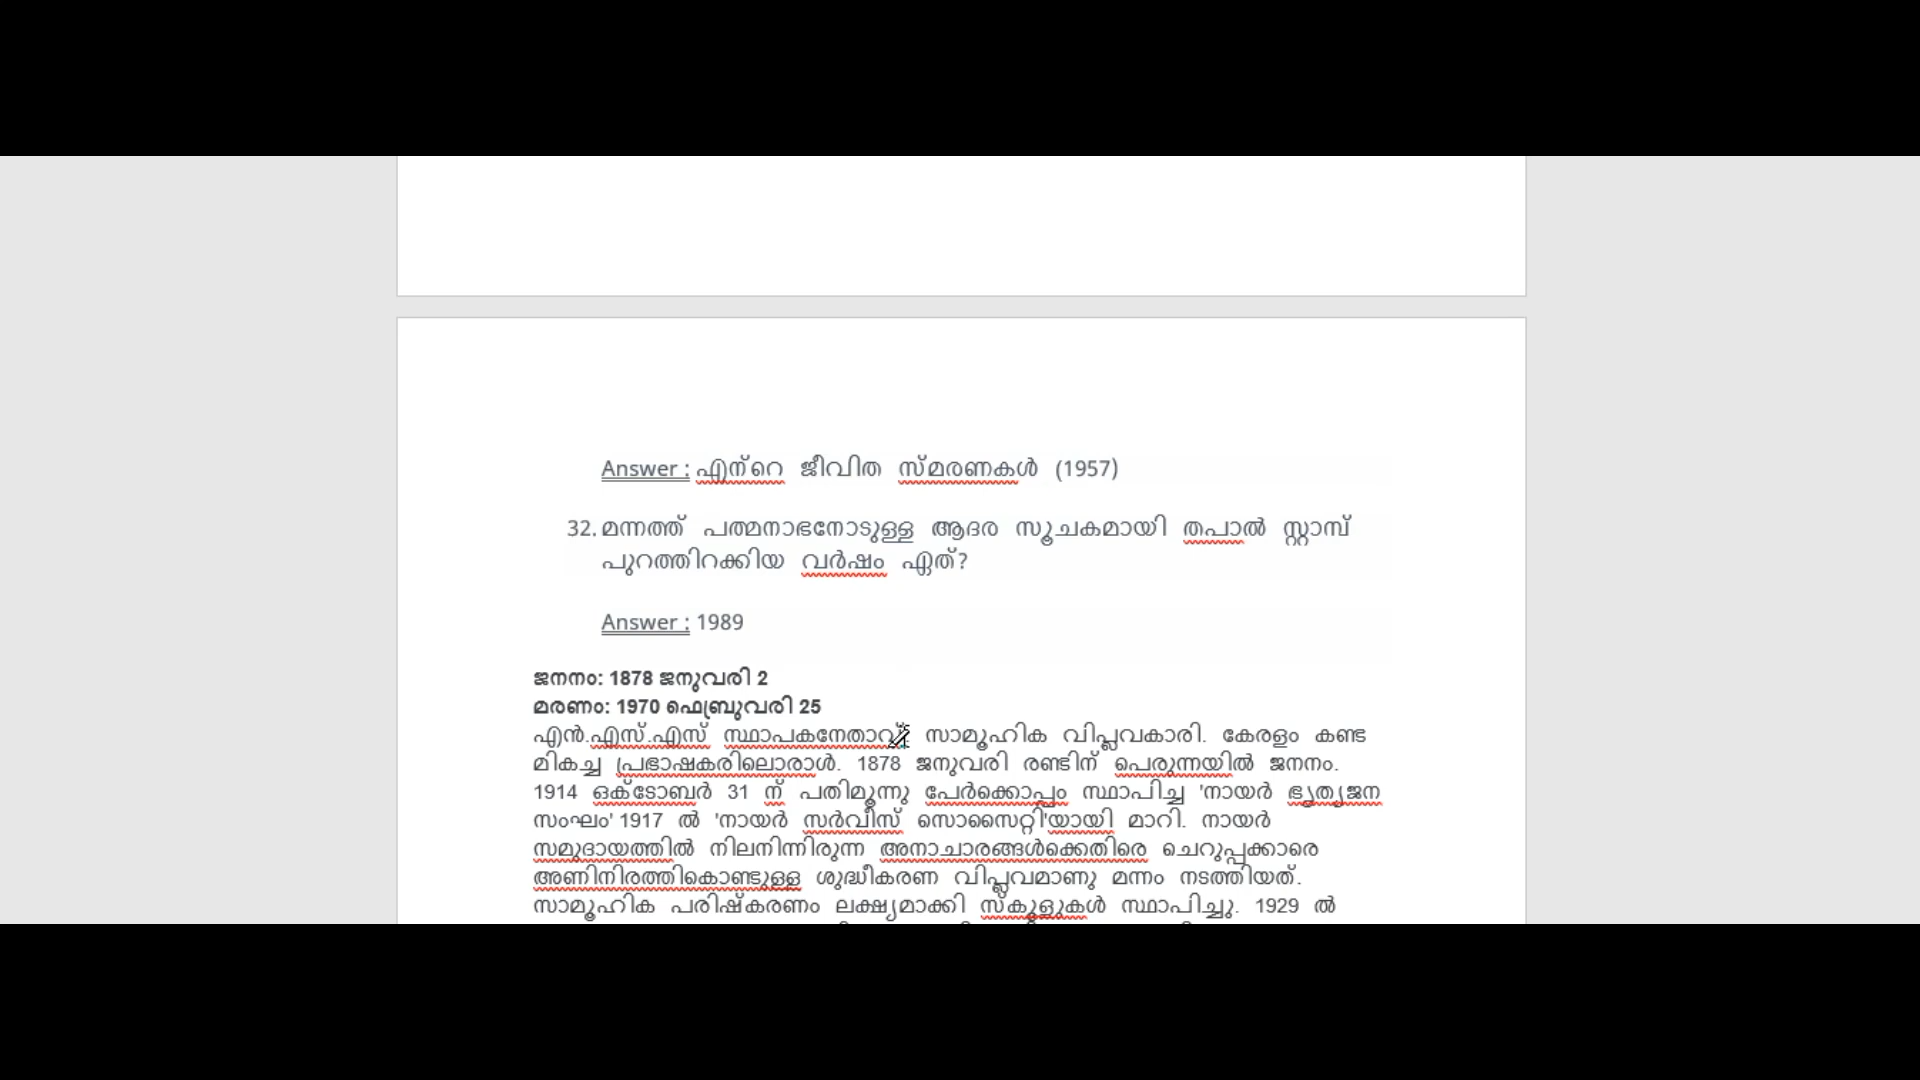 Answer : എൻറെ ജീവിത സ്മരണകൾ (1957)
32. മന്നത്ത് പത്മനാഭനോടുള്ള ആദര സൂചകമായി തപാൽ സ്റ്റാമ്പ്
പുറത്തിറക്കിയ വർഷം ഏത്?
Answer : 1989
ജനനം: 1878 ജനുവരി 2
മരണം: 1970 ഫെബ്രുവരി 25
എൻ.എസ്.എസ് സ്ഥാപകനേതാവ് സാമൂഹിക വിപ്ലവകാരി. കേരളം കണ്ട
മികച്ച പ്രഭാഷകരിലൊരാൾ. 1878 ജനുവരി രണ്ടിന് പെരുന്നയിൽ ജനനം.
1914 ഒക്ടോബർ 31 ന് പതിമൂന്നു പേർക്കൊപ്പം സ്ഥാപിച്ച 'നായർ ഭൃത്യജന
സംഘം' 1917 ൽ 'നായർ സർവീസ് സൊസൈറ്റി'യായി മാറി. നായർ
സമുദായത്തിൽ നിലനിന്നിരുന്ന അനാചാരങ്ങൾക്കെതിരെ ചെറുപ്പക്കാരെ
അണിനിരത്തികൊണ്ടുള്ള ശുദ്ധീകരണ വിപ്ലവമാണു മന്നം നടത്തിയത്.
സാമൂഹിക പരിഷ്കരണം ലക്ഷ്യമാക്കി സ്കൂളുകൾ സ്ഥാപിച്ചു. 1929 ൽ